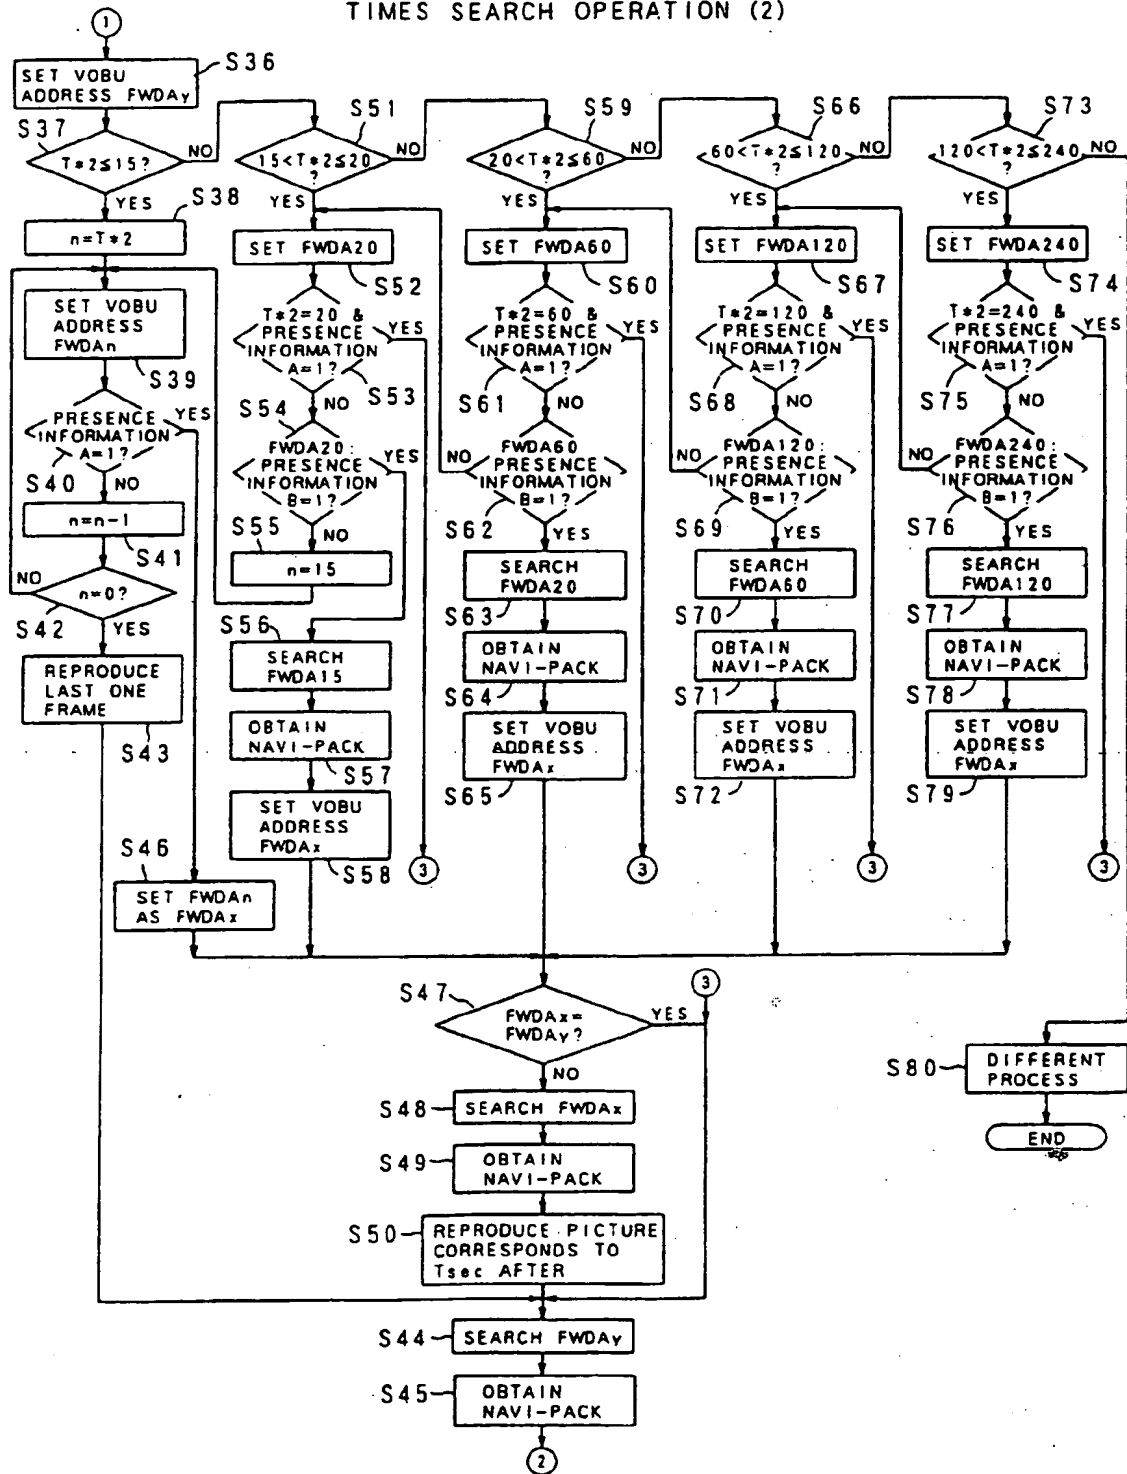 TIMES SEARCH OPERATION (2)
1
S36
SET VOBU
ADDRESS FWDAy
S37
T*2≤15?
NO
YES
S38
n=T*2
SET VOBU
ADDRESS
FWDAn
S39
PRESENCE
INFORMATION
A=1?
YES
S40
NO
n=n-1
S41
NO
n=0?
S42
YES
REPRODUCE
LAST ONE
FRAME
S43
S46
SET FWDAn
AS FWDAx
S51
15<T*2≤20
?
NO
YES
SET FWDA20
S52
T*2=20 &
PRESENCE
INFORMATION
A=1?
YES
S53
NO
S54
FWDA20:
PRESENCE
INFORMATION
B=1?
YES
S55
NO
n=15
S56
SEARCH
FWDA15
OBTAIN
NAVI-PACK
S57
SET VOBU
ADDRESS
FWDAx
S58
3
S59
20<T*2≤60
?
NO
YES
SET FWDA60
S60
T*2=60 &
PRESENCE
INFORMATION
A=1?
YES
S61
NO
FWDA60
PRESENCE
INFORMATION
B=1?
NO
S62
YES
SEARCH
FWDA20
S63
OBTAIN
NAVI-PACK
S64
SET VOBU
ADDRESS
FWDAx
S65
3
S66
60<T*2≤120
?
NO
YES
SET FWDA120
S67
T*2=120 &
PRESENCE
INFORMATION
A=1?
YES
S68
NO
FWDA120:
PRESENCE
INFORMATION
B=1?
NO
S69
YES
SEARCH
FWDA60
S70
OBTAIN
NAVI-PACK
S71
SET VOBU
ADDRESS
FWDAx
S72
3
S73
120<T*2≤240
?
NO
YES
SET FWDA240
S74
T*2=240 &
PRESENCE
INFORMATION
A=1?
YES
S75
NO
FWDA240:
PRESENCE
INFORMATION
B=1?
NO
S76
YES
SEARCH
FWDA120
S77
OBTAIN
NAVI-PACK
S78
SET VOBU
ADDRESS
FWDAx
S79
3
S47
FWDAx=
FWDAy?
YES
3
NO
S48
SEARCH FWDAx
S49
OBTAIN
NAVI-PACK
S50
REPRODUCE PICTURE
CORRESPONDS TO
Tsec AFTER
S44
SEARCH FWDAy
S45
OBTAIN
NAVI-PACK
2
S80
DIFFERENT
PROCESS
END